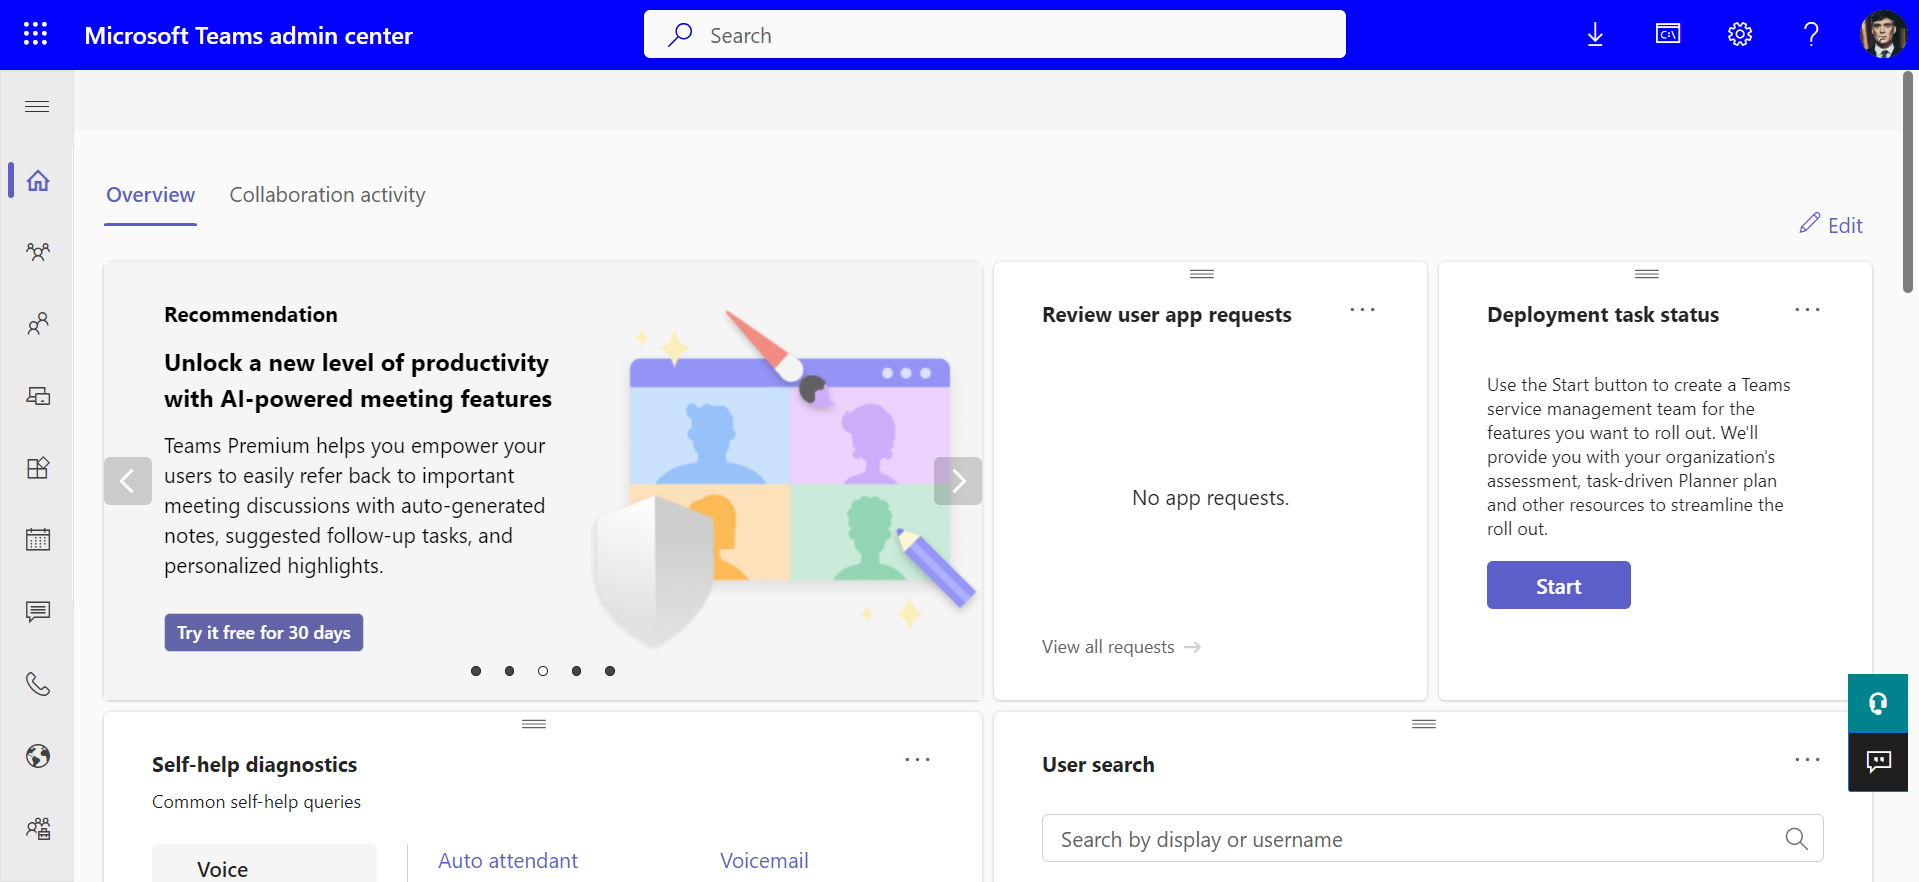 Microsoft Teams admin center
Search
C:\
Overview
Collaboration activity
Edit
Recommendation
Unlock a new level of productivity
with AI-powered meeting features
Teams Premium helps you empower your
users to easily refer back to important
meeting discussions with auto-generated
notes, suggested follow-up tasks, and
personalized highlights.
Try it free for 30 days
Review user app requests
No app requests.
View all requests
Deployment task status
Use the Start button to create a Teams
service management team for the
features you want to roll out. We'll
provide you with your organization's
assessment, task-driven Planner plan
and other resources to streamline the
roll out.
Start
Self-help diagnostics
Common self-help queries
Voice
Auto attendant
Voicemail
User search
Search by display or username